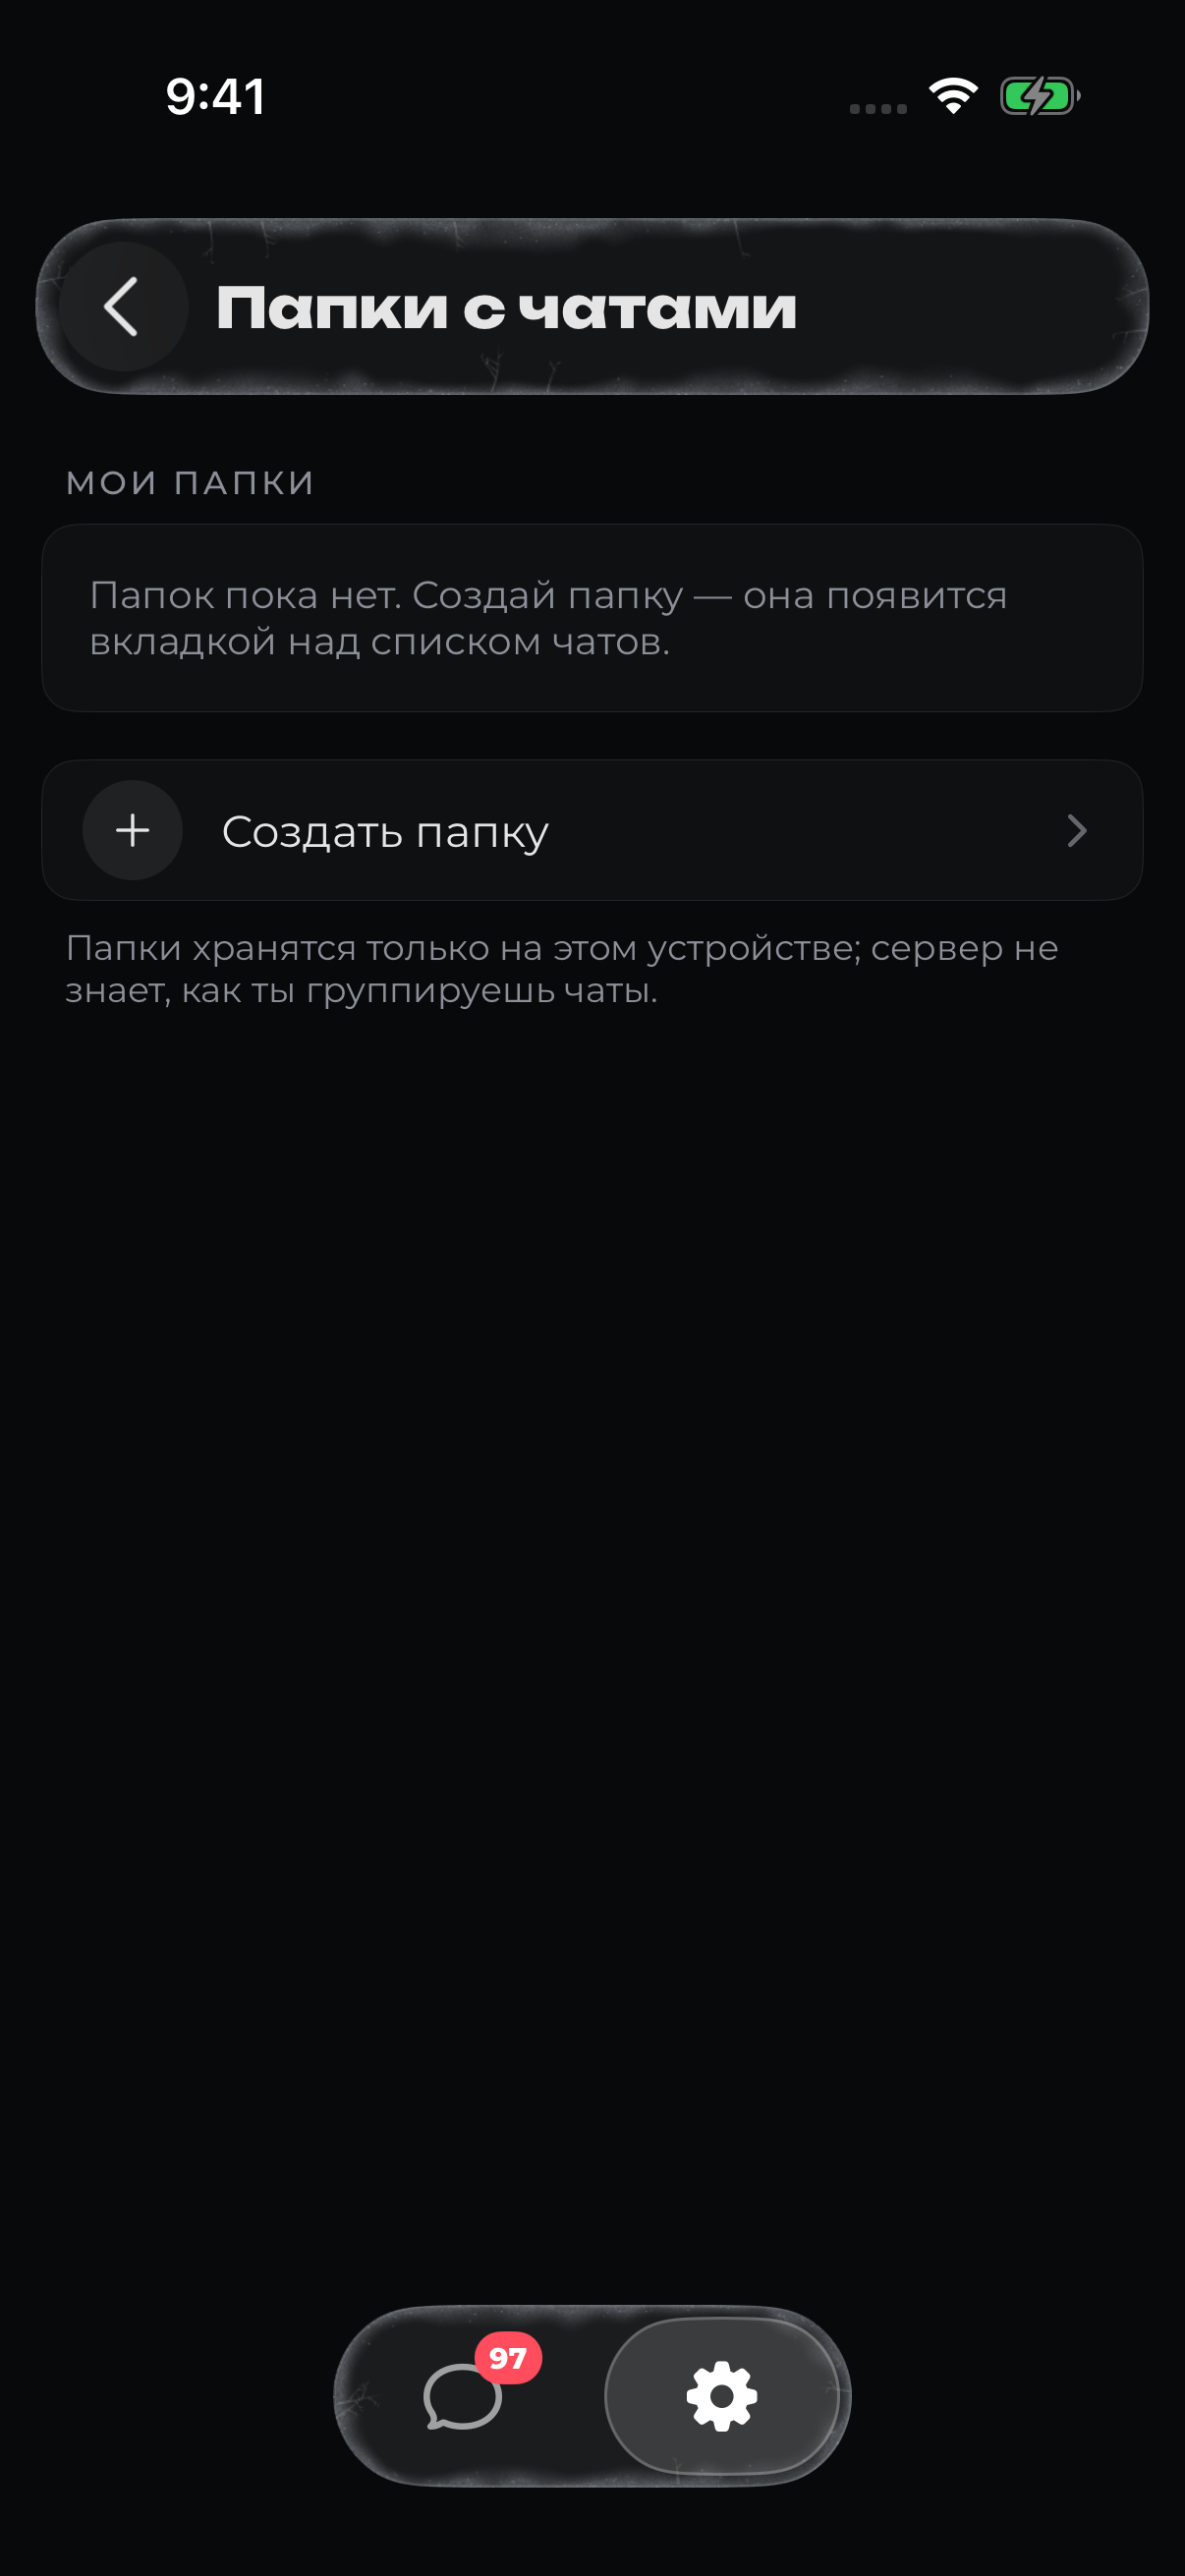 9:41
Папки с чатами
МОИ ПАПКИ
Папок пока нет. Создай папку — она появится
вкладкой над списком чатов.
Создать папку
Папки хранятся только на этом устройстве; сервер не
знает, как ты группируешь чаты.
97